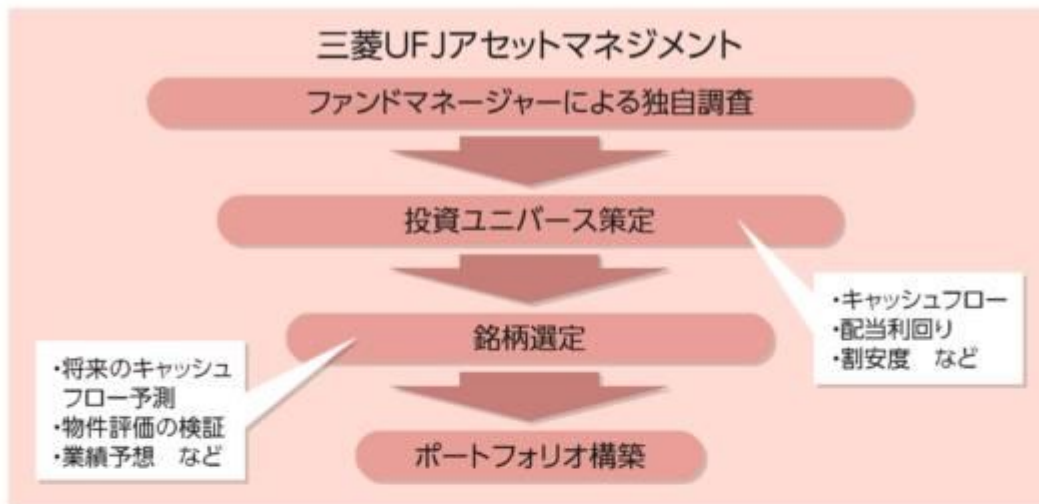 三菱UFJアセットマネジメント
ファンドマネージャーによる独自調査
投資ユニバース策定
・キャッシュフロー
・配当利回り
・割安度　など
銘柄選定
・将来のキャッシュ
フロー予測
・物件評価の検証
・業績予想　など
ポートフォリオ構築